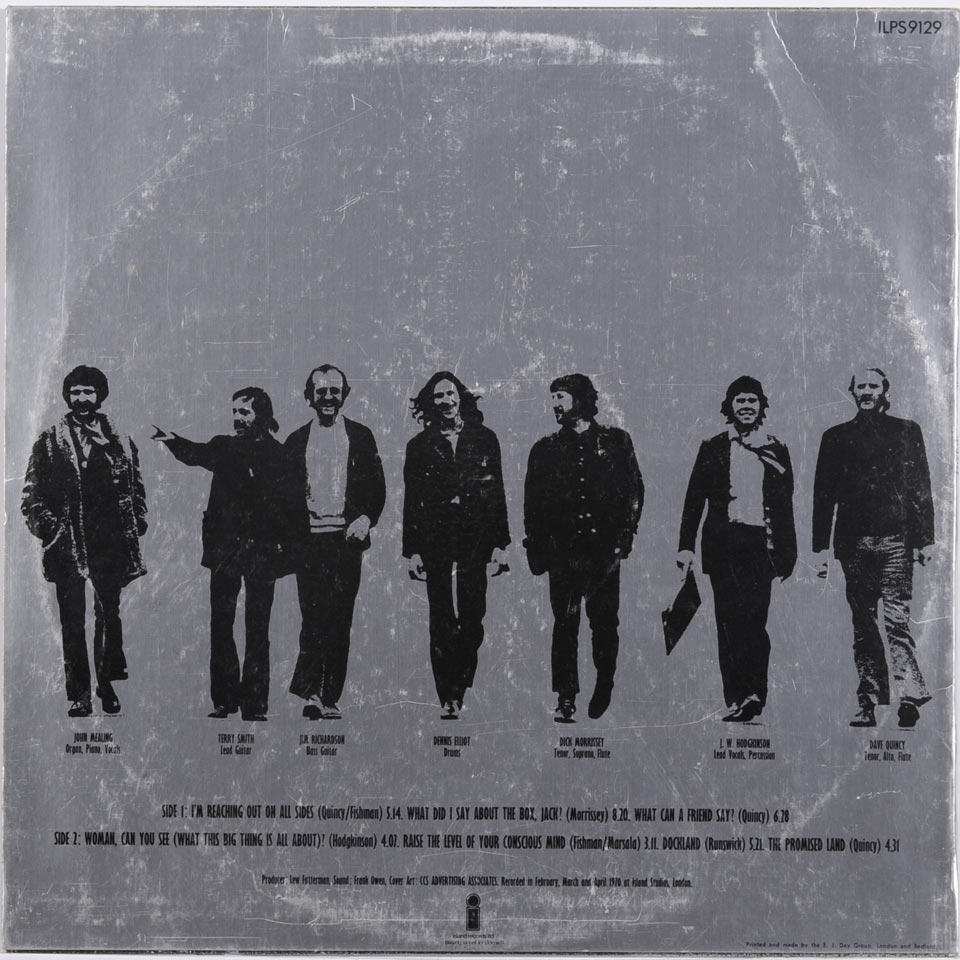 ILPS 9129
JOHN MEALING
Organ, Piano, Vocals
TERRY SMITH
Lead Guitar
J.N. RICHARDSON
Bass Guitar
DENNIS ELLIOT
Drums
DICK MORRISSEY
Tenor, Soprano, Flute
J. W. HODGKINSON
Lead Vocals, Percussion
DAVE QUINCY
Tenor, Alto, Flute
SIDE 1: I'M REACHING OUT ON ALL SIDES (Quincy/Fishman) 5.14. WHAT DID I SAY ABOUT THE BOX, JACK? (Morrissey) 8.20. WHAT CAN A FRIEND SAY? (Quincy) 6.28
SIDE 2: WOMAN, CAN YOU SEE (WHAT THIS BIG THING IS ALL ABOUT)? (Hodgkinson) 4.07. RAISE THE LEVEL OF YOUR CONSCIOUS MIND (Fishman/Marsala) 3.11. DOCKLAND (Runswick) 5.21. THE PROMISED LAND (Quincy) 4.31
Producer: Lew Futterman, Sound: Frank Owen, Cover Art: CCS ADVERTISING ASSOCIATES. Recorded in February, March and April 1970 at Island Studios, London.
i
island records ltd
Printed and made by the E. J. Day Group, London and Bedford